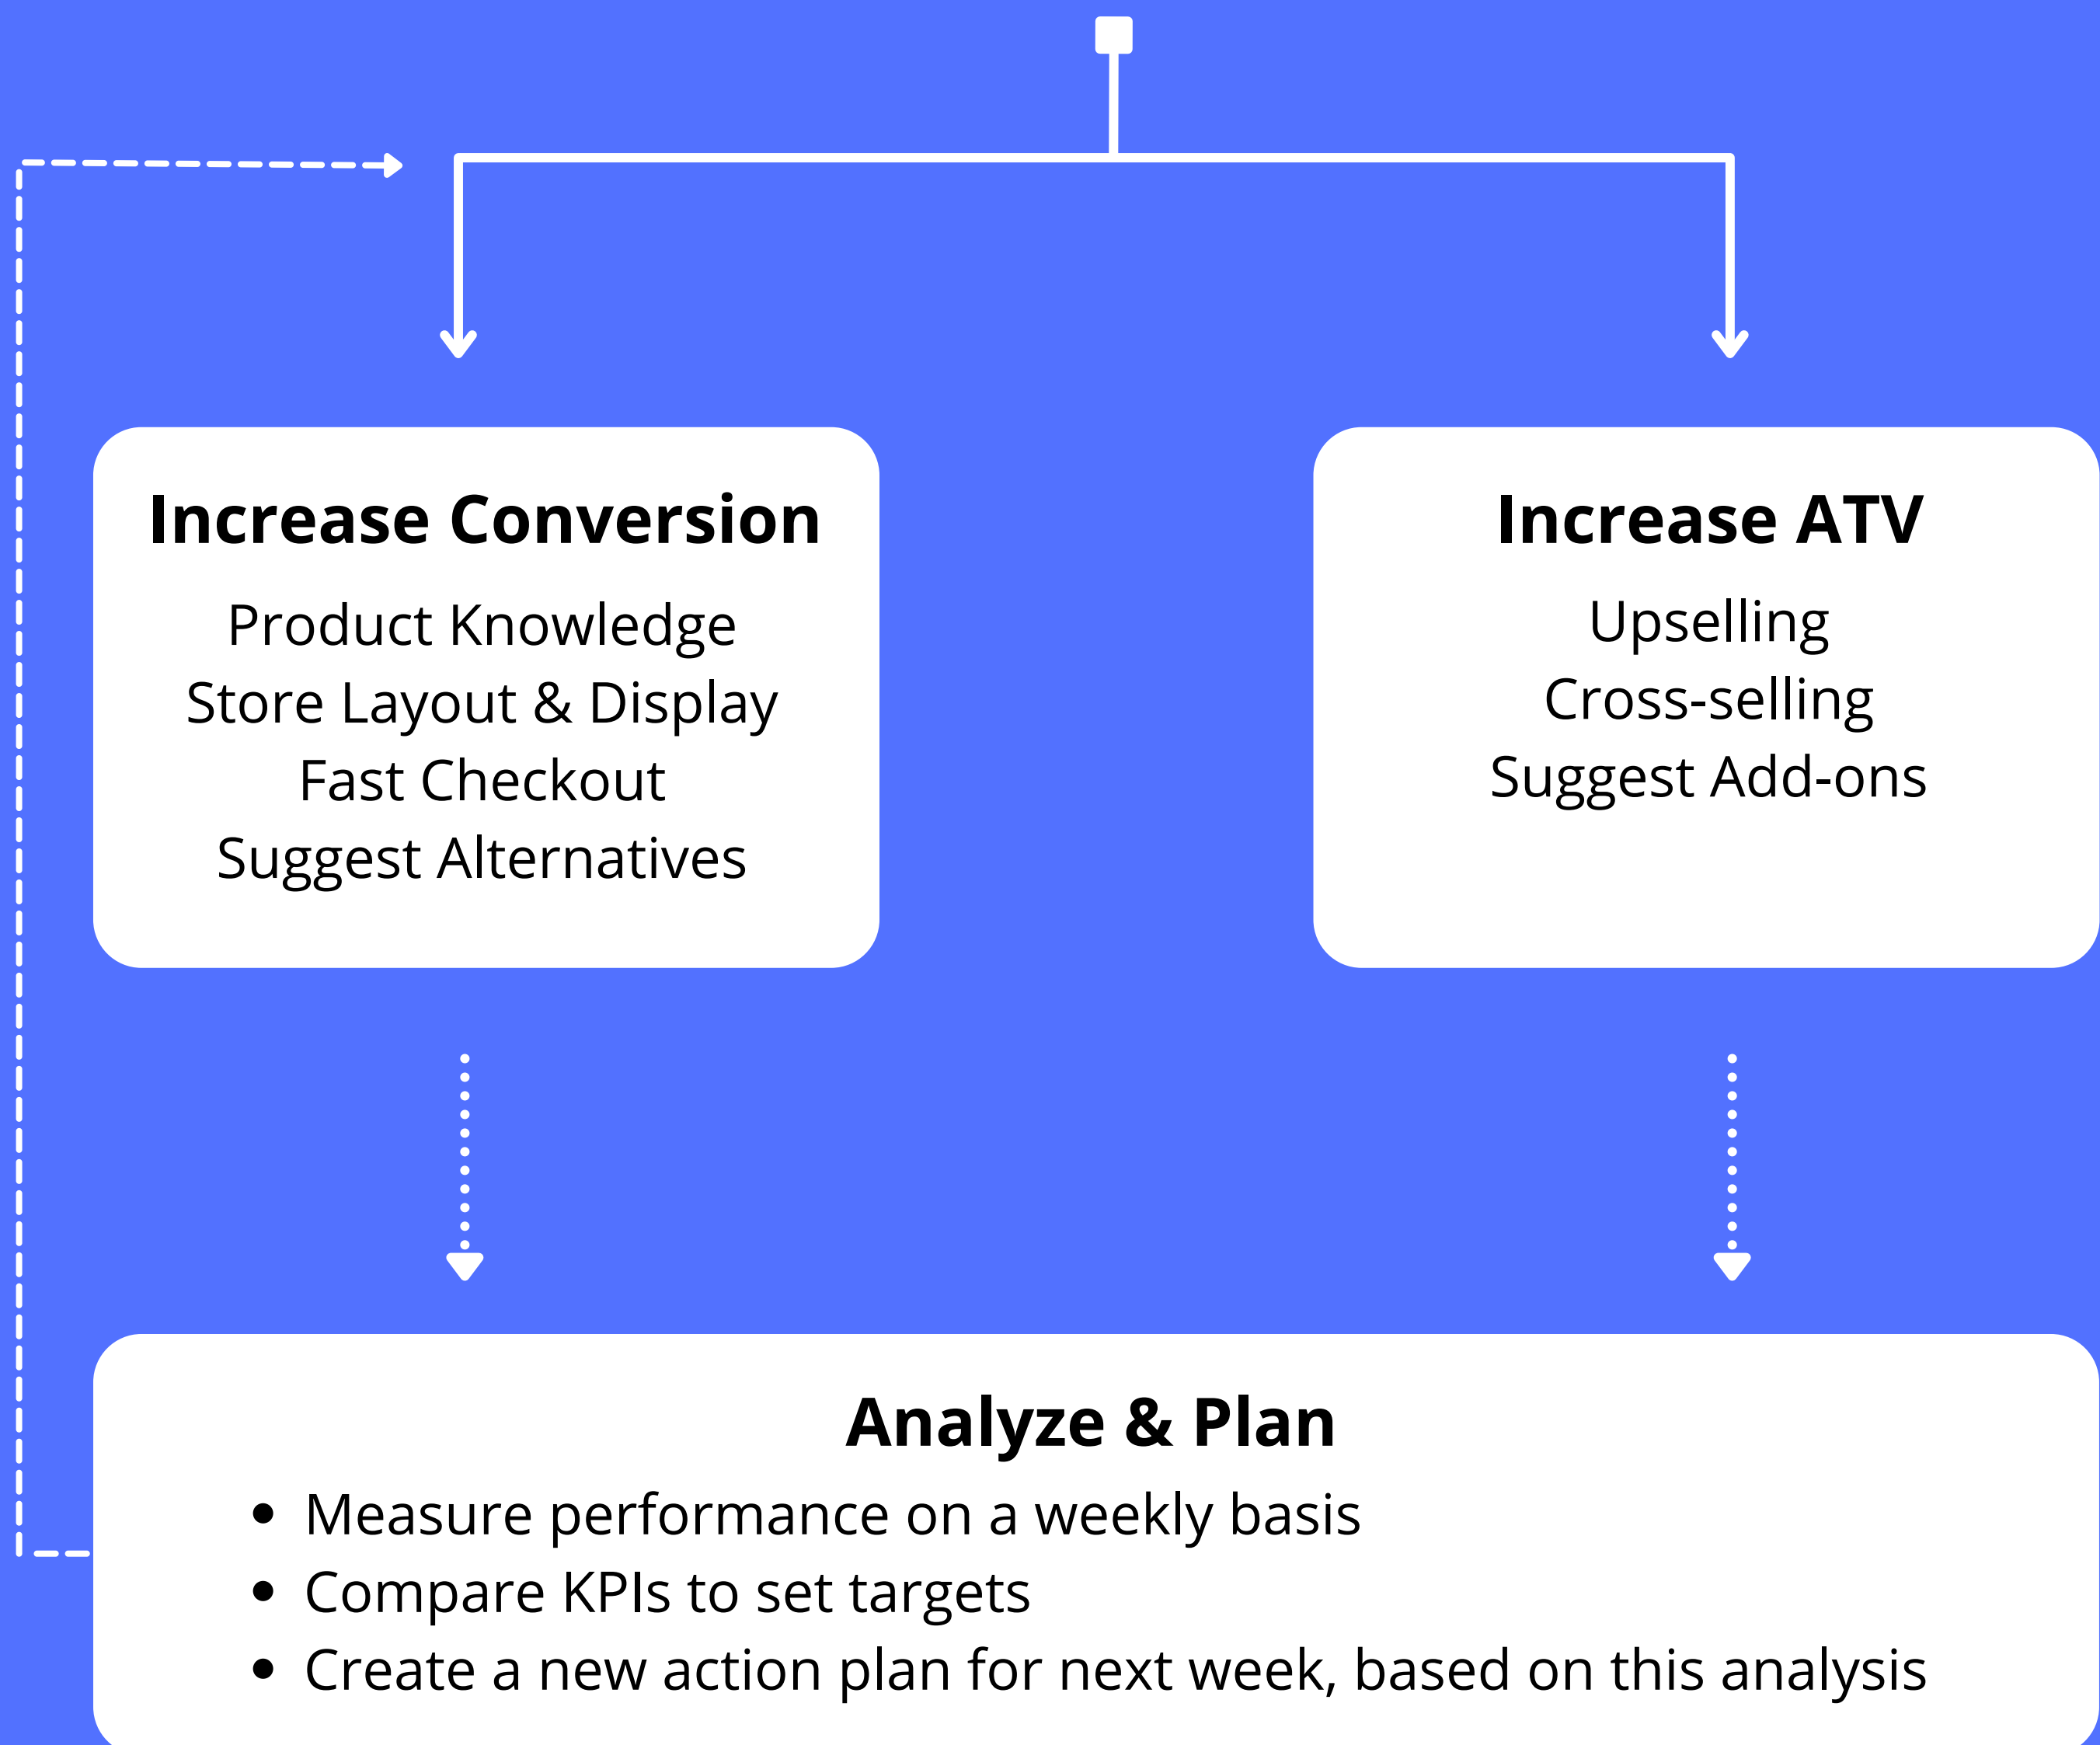 Increase Conversion
Product Knowledge
Store Layout & Display
Fast Checkout
Suggest Alternatives
Increase ATV
Upselling
Cross-selling
Suggest Add-ons
Analyze & Plan
• Measure performance on a weekly basis
• Compare KPIs to set targets
• Create a new action plan for next week, based on this analysis